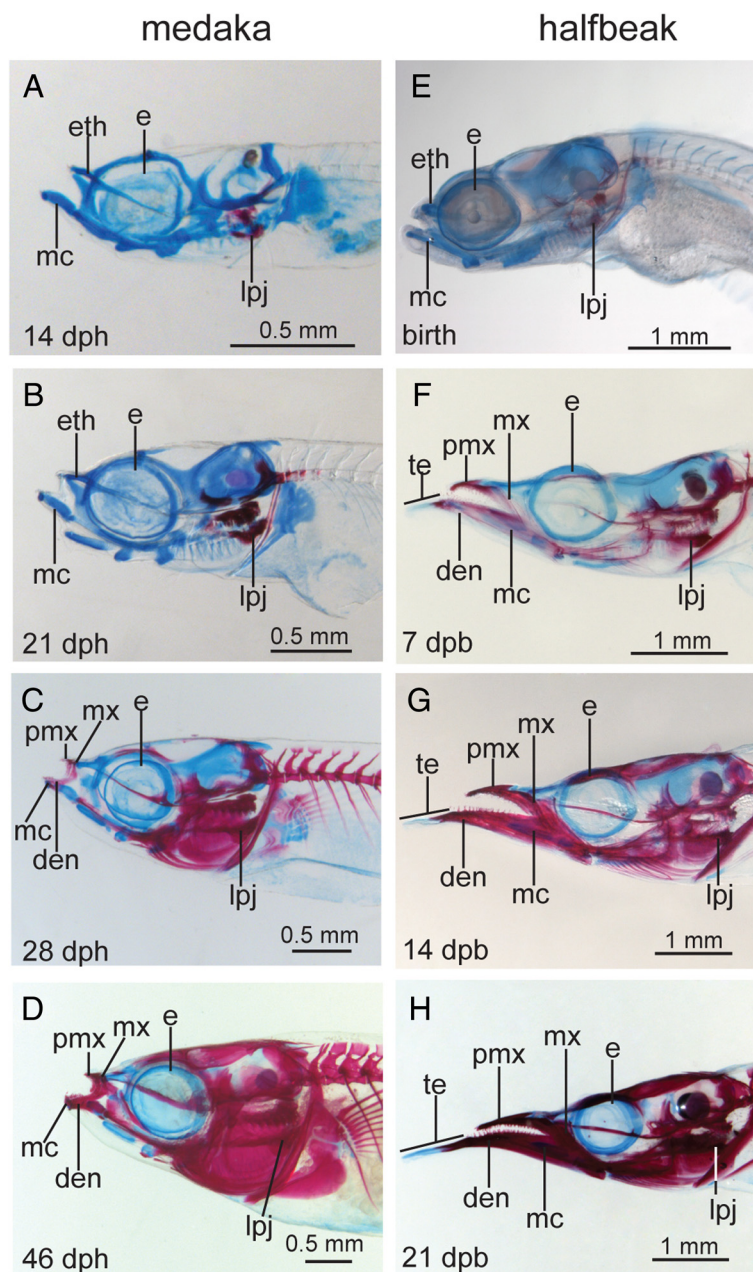 medaka
halfbeak
A
eth
e
mc
lpj
14 dph
0.5 mm
E
eth
e
mc
lpj
birth
1 mm
B
eth
e
mc
lpj
21 dph
0.5 mm
F
te
pmx
mx
e
den
mc
lpj
7 dpb
1 mm
C
pmx
mx
e
mc
den
lpj
28 dph
0.5 mm
G
te
pmx
mx
e
den
mc
lpj
14 dpb
1 mm
D
pmx
mx
e
mc
den
lpj
46 dph
0.5 mm
H
te
pmx
mx
e
den
mc
lpj
21 dpb
1 mm